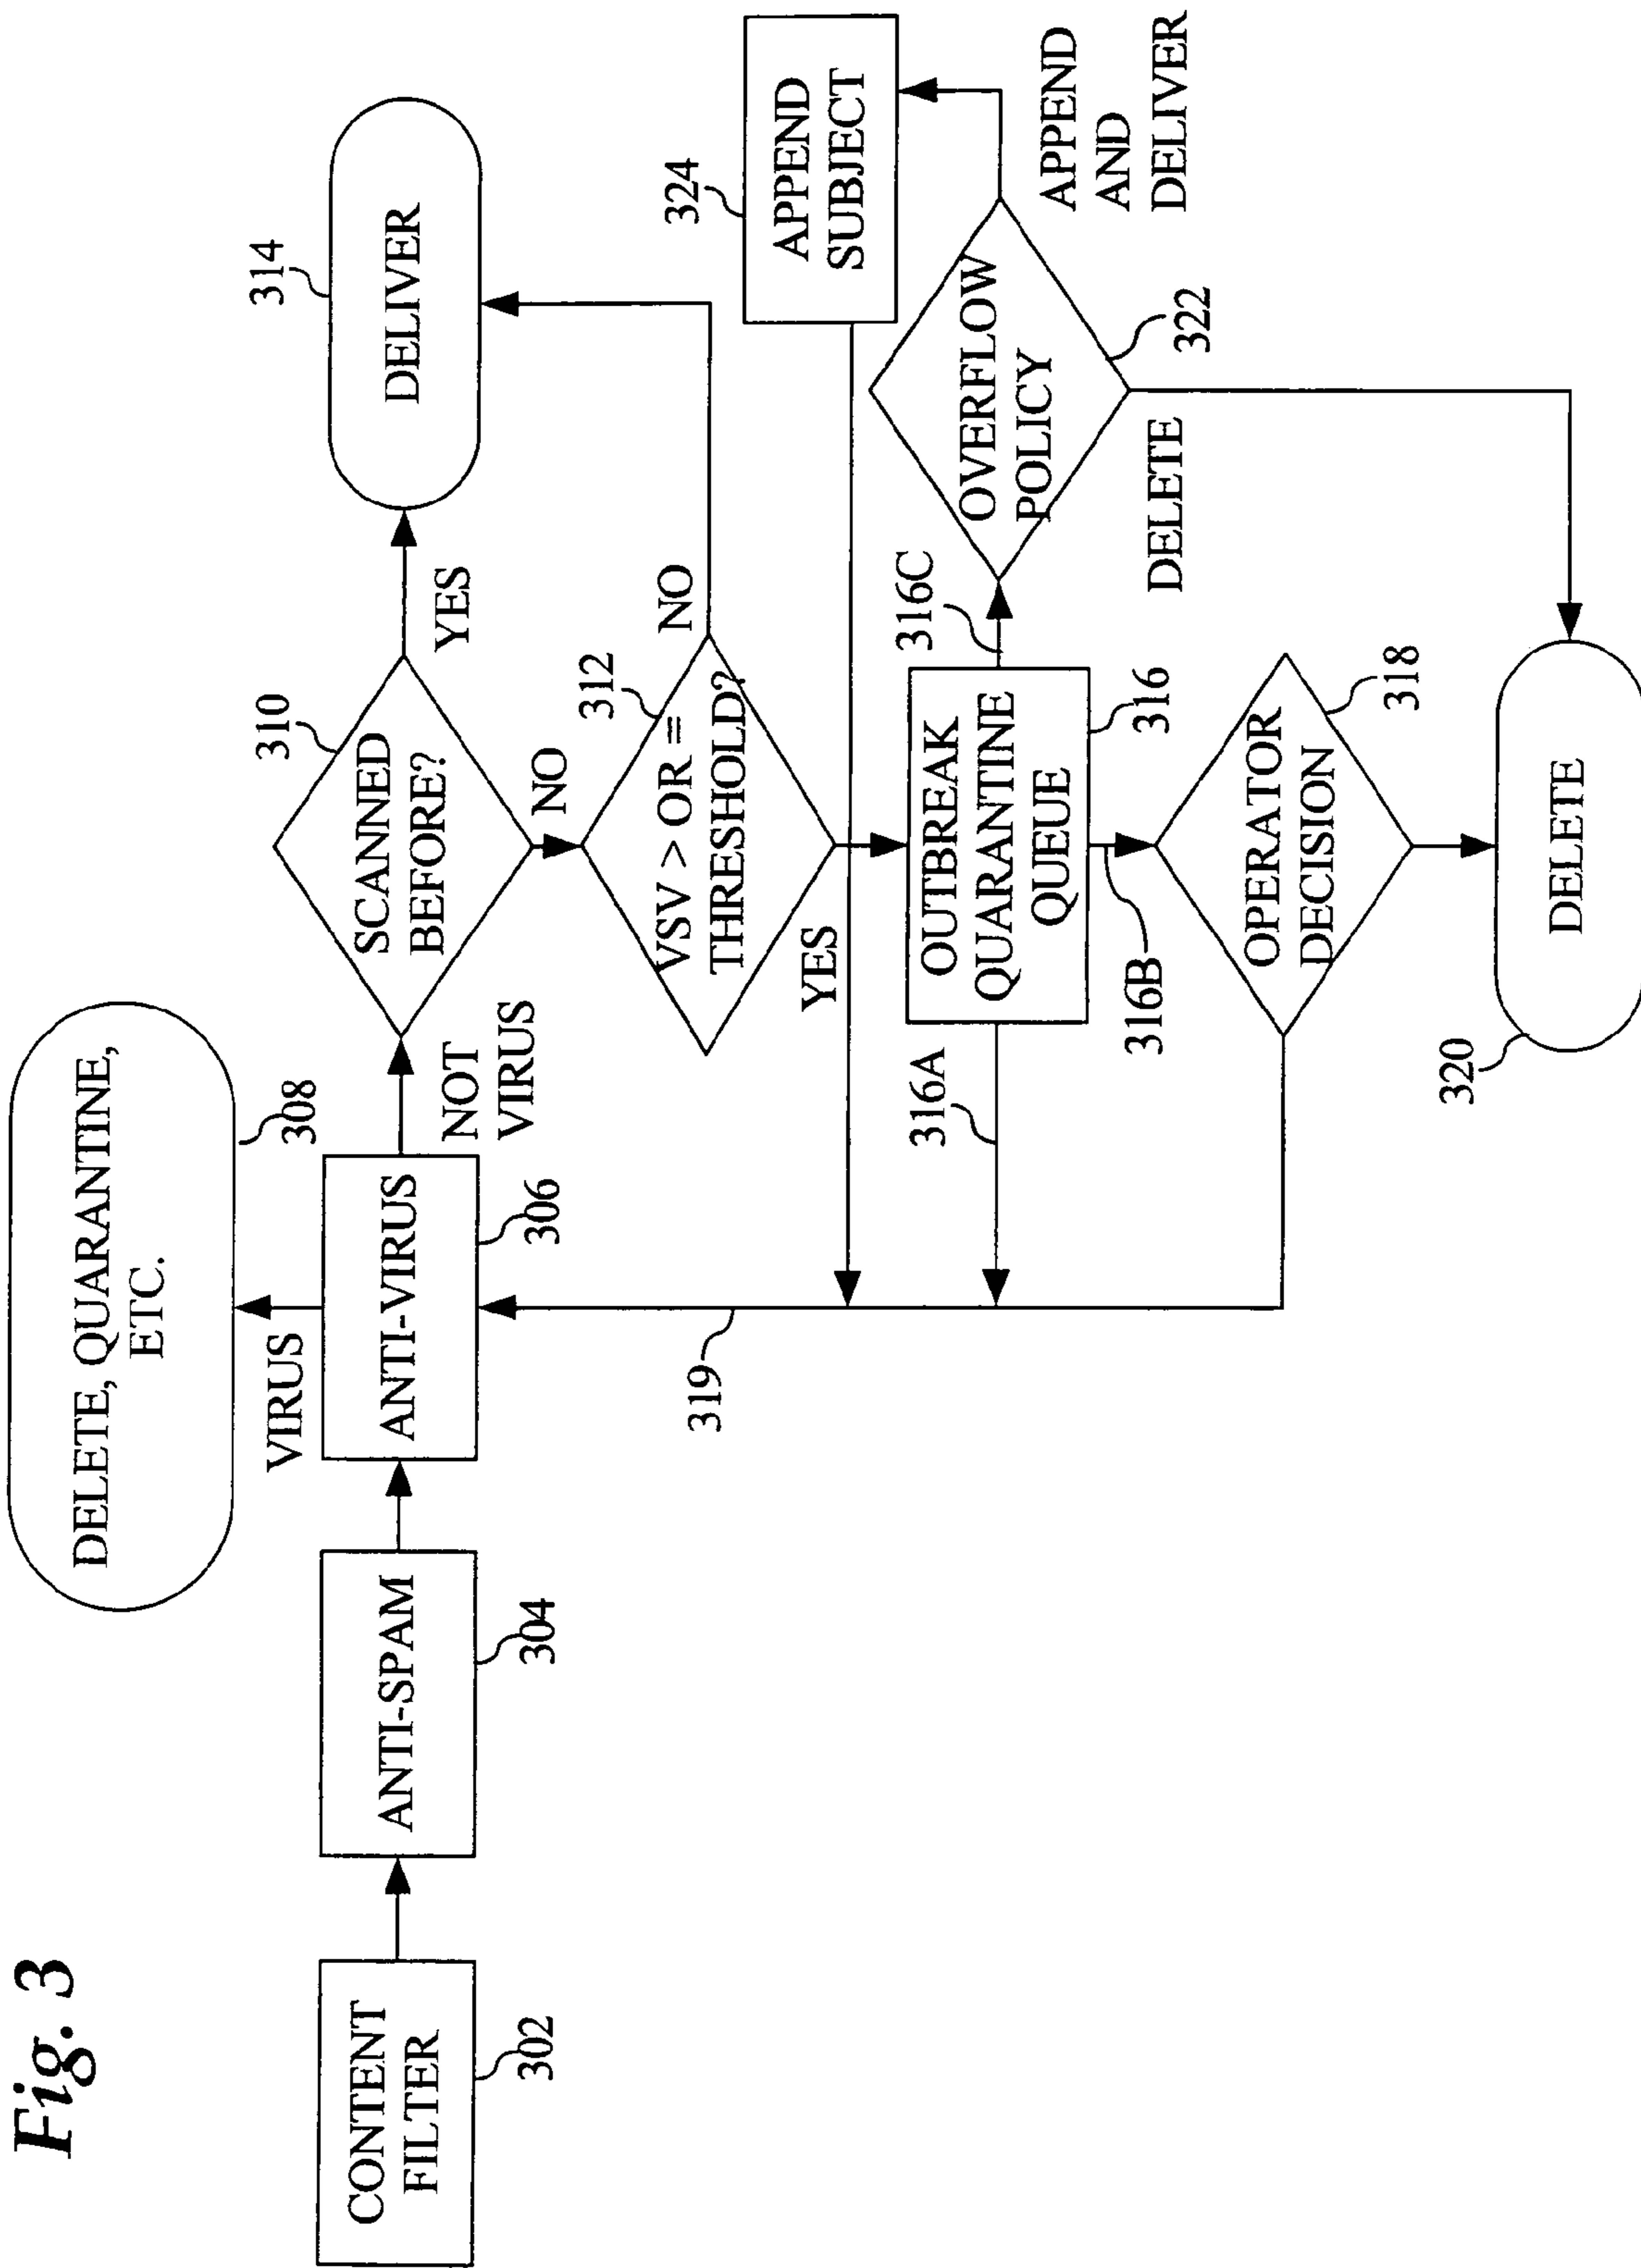 Fig. 3
DELETE, QUARANTINE,
ETC.
308
VIRUS
CONTENT
FILTER
302
ANTI-SPAM
304
ANTI-VIRUS
306
NOT
VIRUS
SCANNED
BEFORE?
310
YES
DELIVER
314
NO
VSV > OR =
THRESHOLD?
312
NO
YES
319
316A
OUTBREAK
QUARANTINE
QUEUE
316
316B
316C
OVERFLOW
POLICY
322
APPEND
SUBJECT
324
APPEND
AND
DELIVER
DELETE
OPERATOR
DECISION
318
DELETE
320